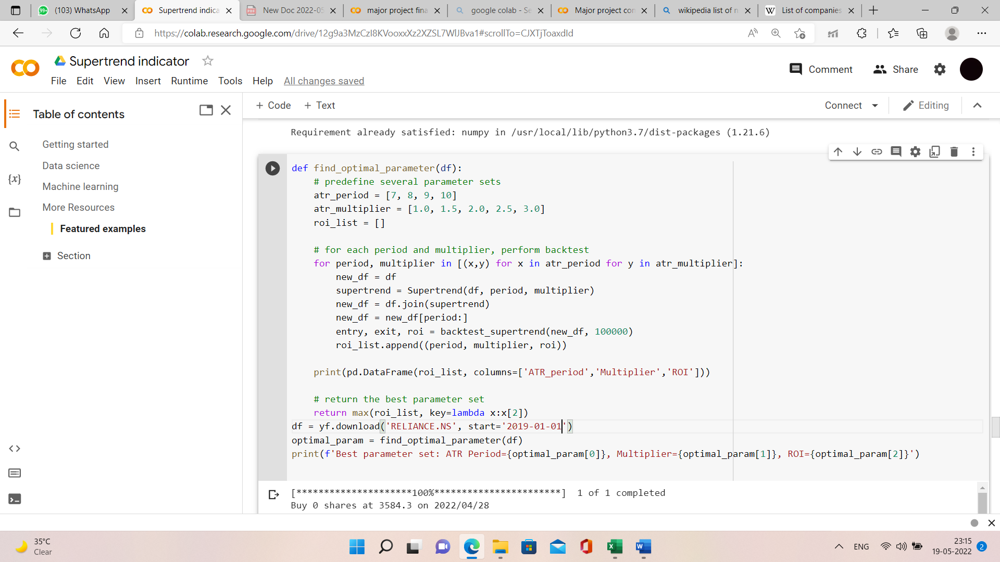 (103) WhatsApp
Supertrend indica
New Doc 2022-05
major project fina
google colab - Se
Major project con
wikipedia list of n
List of companies
https://colab.research.google.com/drive/12g9a3MzCzI8KVooxxXz2XZSL7WlJBva1#scrollTo=CJXTjToaxdId
Supertrend indicator
Comment
Share
File Edit View Insert Runtime Tools Help All changes saved
Table of contents
+ Code + Text
Connect
Editing
Getting started
Data science
Machine learning
More Resources
Featured examples
Section
Requirement already satisfied: numpy in /usr/local/lib/python3.7/dist-packages (1.21.6)
def find_optimal_parameter(df):
    # predefine several parameter sets
    atr_period = [7, 8, 9, 10]
    atr_multiplier = [1.0, 1.5, 2.0, 2.5, 3.0]
    roi_list = []
    # for each period and multiplier, perform backtest
    for period, multiplier in [(x,y) for x in atr_period for y in atr_multiplier]:
        new_df = df
        supertrend = Supertrend(df, period, multiplier)
        new_df = df.join(supertrend)
        new_df = new_df[period:]
        entry, exit, roi = backtest_supertrend(new_df, 100000)
        roi_list.append((period, multiplier, roi))
    print(pd.DataFrame(roi_list, columns=['ATR_period','Multiplier','ROI']))
    # return the best parameter set
    return max(roi_list, key=lambda x:x[2])
df = yf.download('RELIANCE.NS', start='2019-01-01')
optimal_param = find_optimal_parameter(df)
print(f'Best parameter set: ATR Period={optimal_param[0]}, Multiplier={optimal_param[1]}, ROI={optimal_param[2]}')
[*********************100%***********************]  1 of 1 completed
Buy 0 shares at 3584.3 on 2022/04/28
35°C
Clear
ENG
23:15
19-05-2022
2